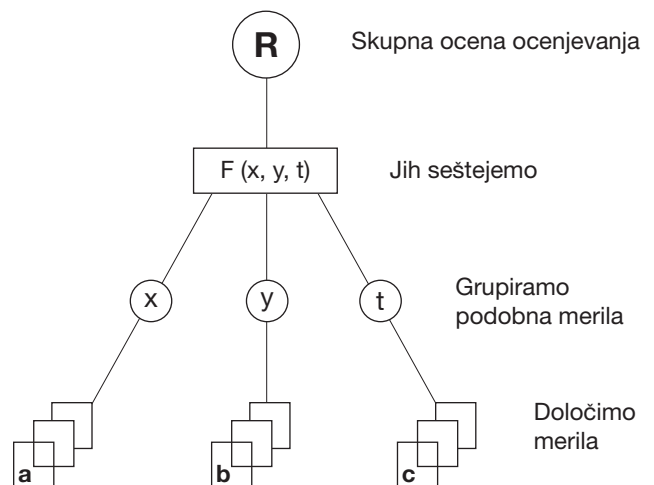 R
Skupna ocena ocenjevanja
F (x, y, t)
Jih seštejemo
x
y
t
Grupiramo
podobna merila
a
b
c
Določimo
merila